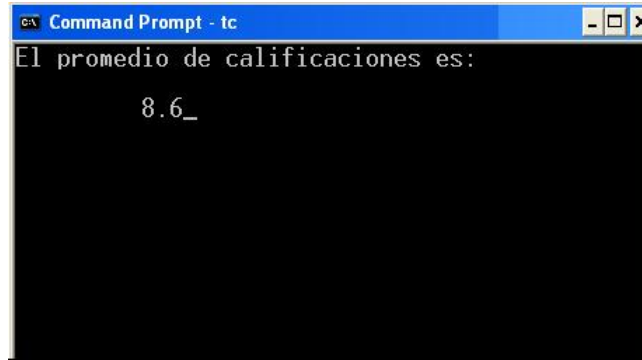 Command Prompt - tc
El promedio de calificaciones es:
8.6_